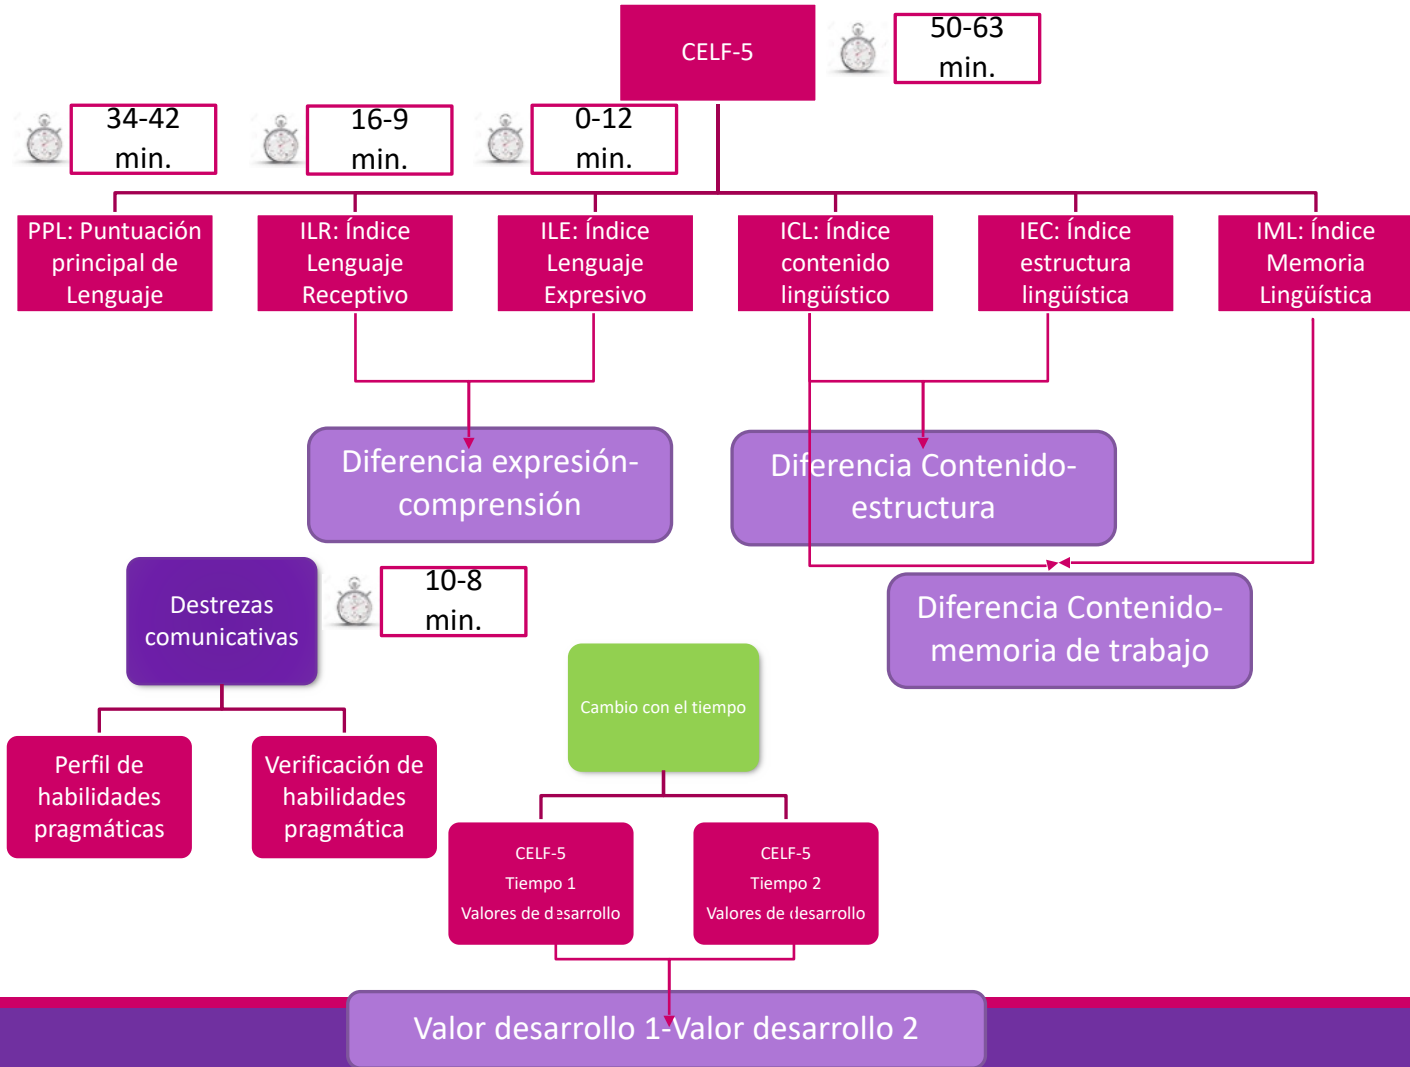 CELF-5
50-63
min.
34-42
min.
16-9
min.
0-12
min.
PPL: Puntuación
principal de
Lenguaje
ILR: Índice
Lenguaje
Receptivo
ILE: Índice
Lenguaje
Expresivo
ICL: Índice
contenido
lingüístico
IEC: Índice
estructura
lingüística
IML: Índice
Memoria
Lingüística
Diferencia expresión-
comprensión
Diferencia Contenido-
estructura
Diferencia Contenido-
memoria de trabajo
Destrezas
comunicativas
10-8
min.
Perfil de
habilidades
pragmáticas
Verificación de
habilidades
pragmática
Cambio con el tiempo
CELF-5
Tiempo 1
Valores de desarrollo
CELF-5
Tiempo 2
Valores de desarrollo
Valor desarrollo 1-Valor desarrollo 2